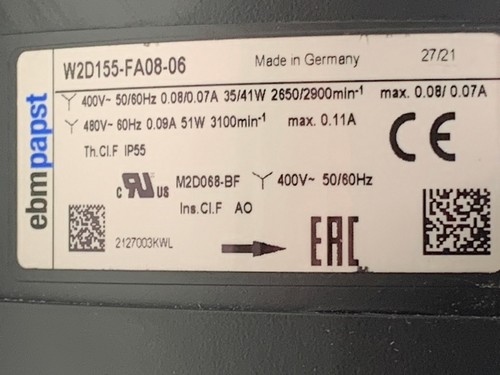 ebmpapst
W2D155-FA08-06 Made in Germany 27/21
400V~ 50/60Hz 0.08/0.07A 35/41W 2650/2900min-1 max. 0.08/ 0.07A
480V~ 60Hz 0.09A 51W 3100min-1 max. 0.11A
Th.Cl.F IP55
CE
c RU US M2D068-BF 400V~ 50/60Hz
Ins.Cl.F AO
2127003KWL
EAC